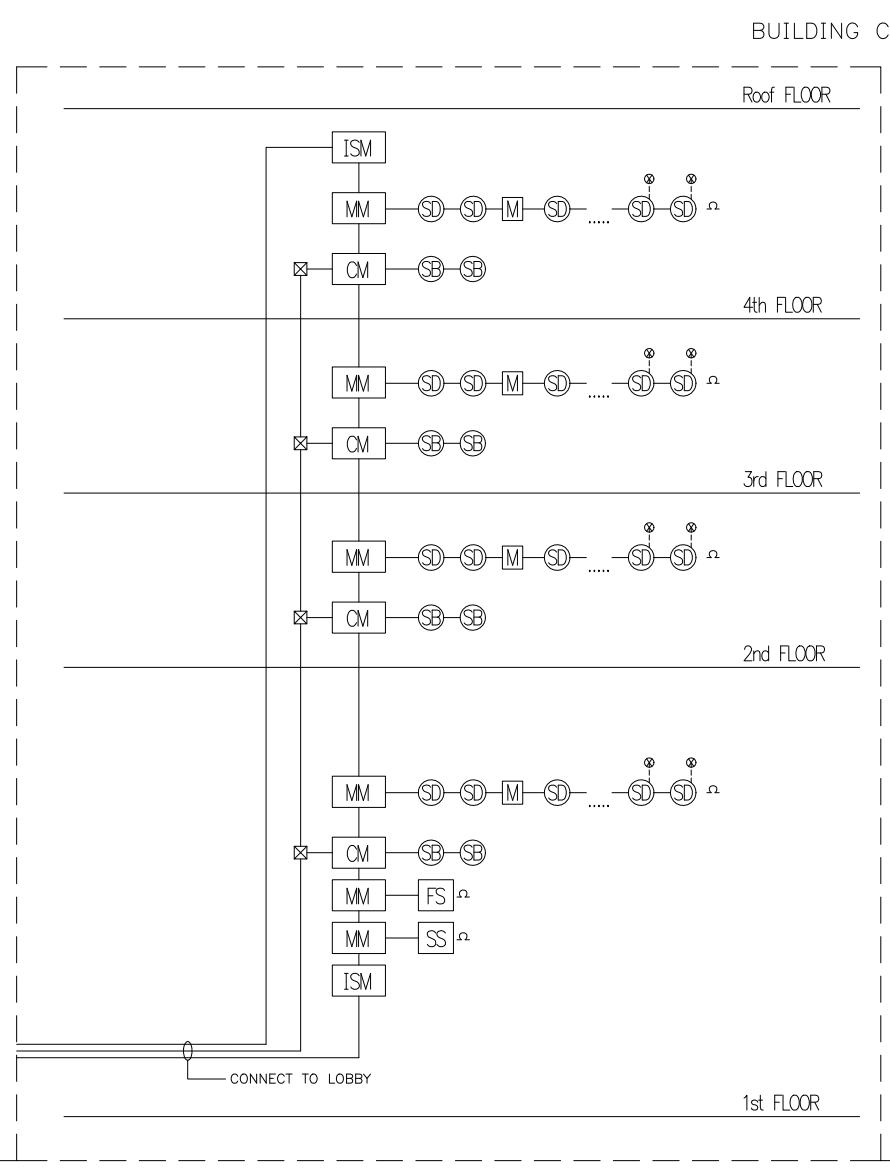 BUILDING C
Roof FLOOR
ISM
MM SD SD M SD ..... SD SD Ω
CM SB SB
4th FLOOR
MM SD SD M SD ..... SD SD Ω
CM SB SB
3rd FLOOR
MM SD SD M SD ..... SD SD Ω
CM SB SB
2nd FLOOR
MM SD SD M SD ..... SD SD Ω
CM SB SB
MM FS Ω
MM SS Ω
ISM
CONNECT TO LOBBY
1st FLOOR